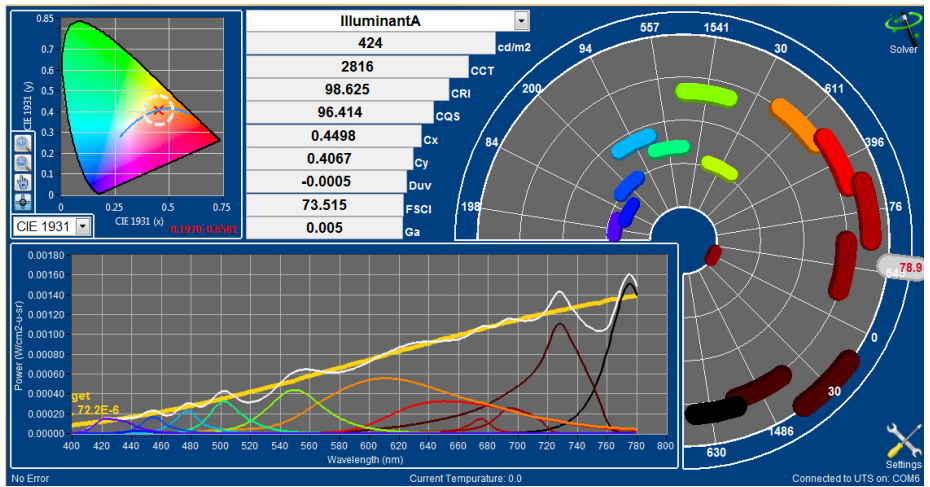 IlluminantA
424 cd/m2
2816 CCT
98.625 CRI
96.414 CQS
0.4498 Cx
0.4067 Cy
-0.0005 Duv
73.515 FSCI
0.005 Ga
0.85
0.7
0.6
0.5
0.4
0.3
0.2
0.1
0
CIE 1931 (y)
0 0.25 0.5 0.75
CIE 1931 (x)
0.1970, 0.6581
CIE 1931
Solver
557 1541
94 30
200 611
84 396
198 76
78.9
0
30
1486
630
0.00180
0.00160
0.00140
0.00120
0.00100
0.00080
0.00060
0.00040
0.00020
0.00000
Power (W/cm2-u-sr)
get
72.2E-6
400 420 440 460 480 500 520 540 560 580 600 620 640 660 680 700 720 740 760 780 800
Wavelength (nm)
Settings
No Error
Current Tempurature: 0.0
Connected to UTS on: COM6